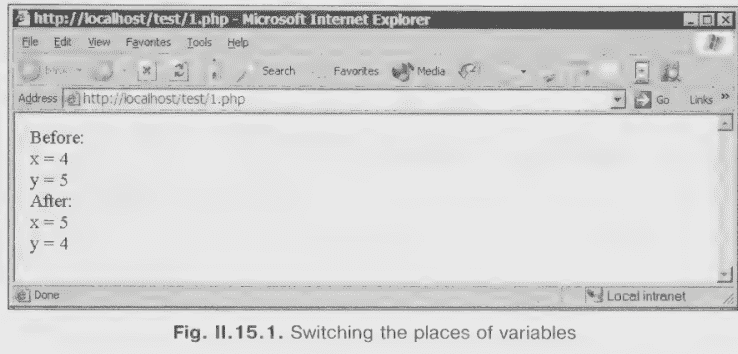 http://localhost/test/1.php - Microsoft Internet Explorer
File Edit View Favorites Tools Help
Search Favorites Media
Address http://localhost/test/1.php Go Links »
Before:
x = 4
y = 5
After:
x = 5
y = 4
Done Local intranet
Fig. II.15.1. Switching the places of variables